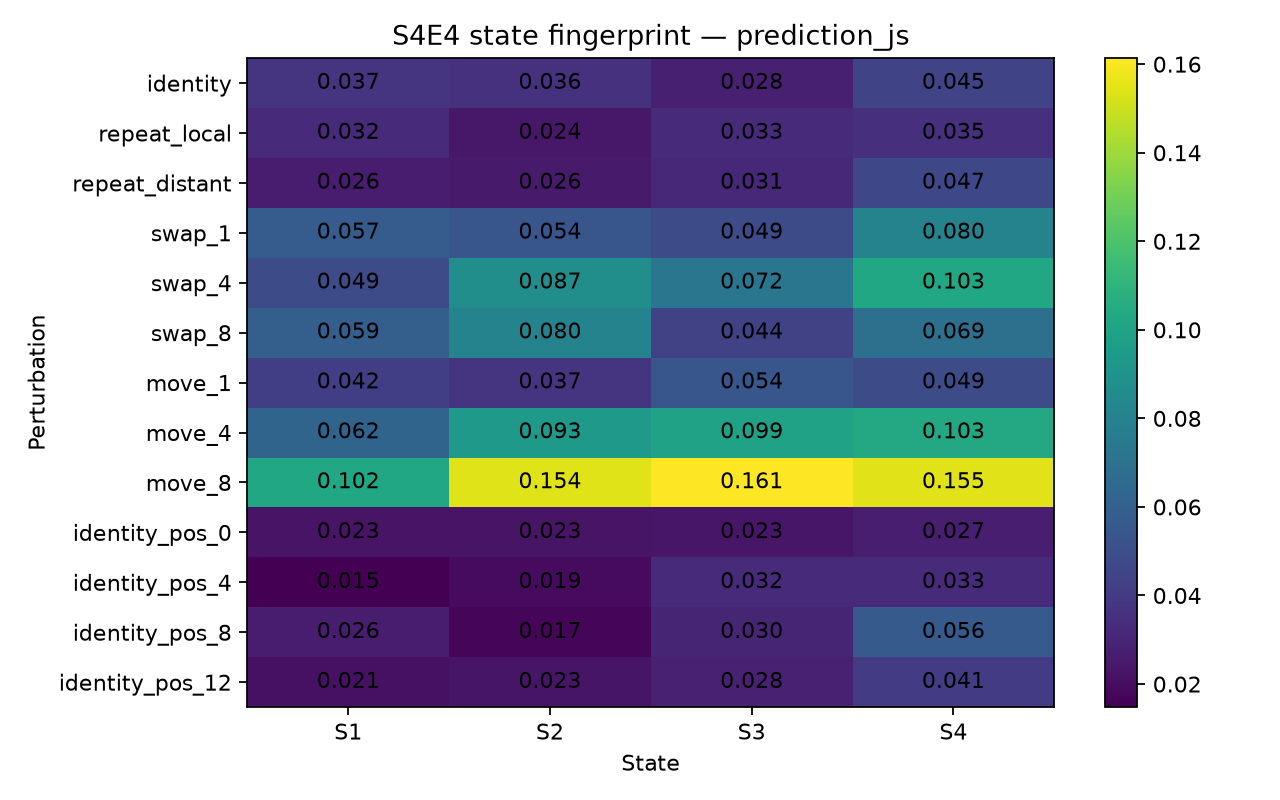 S4E4 state fingerprint — prediction_js
identity 0.037 0.036 0.028 0.045 0.16
repeat_local 0.032 0.024 0.033 0.035 0.14
repeat_distant 0.026 0.026 0.031 0.047
swap_1 0.057 0.054 0.049 0.080 0.12
swap_4 0.049 0.087 0.072 0.103
swap_8 0.059 0.080 0.044 0.069 0.10
Perturbation
move_1 0.042 0.037 0.054 0.049
move_4 0.062 0.093 0.099 0.103 0.08
move_8 0.102 0.154 0.161 0.155
identity_pos_0 0.023 0.023 0.023 0.027 0.06
identity_pos_4 0.015 0.019 0.032 0.033 0.04
identity_pos_8 0.026 0.017 0.030 0.056
identity_pos_12 0.021 0.023 0.028 0.041 0.02
S1 S2 S3 S4
State